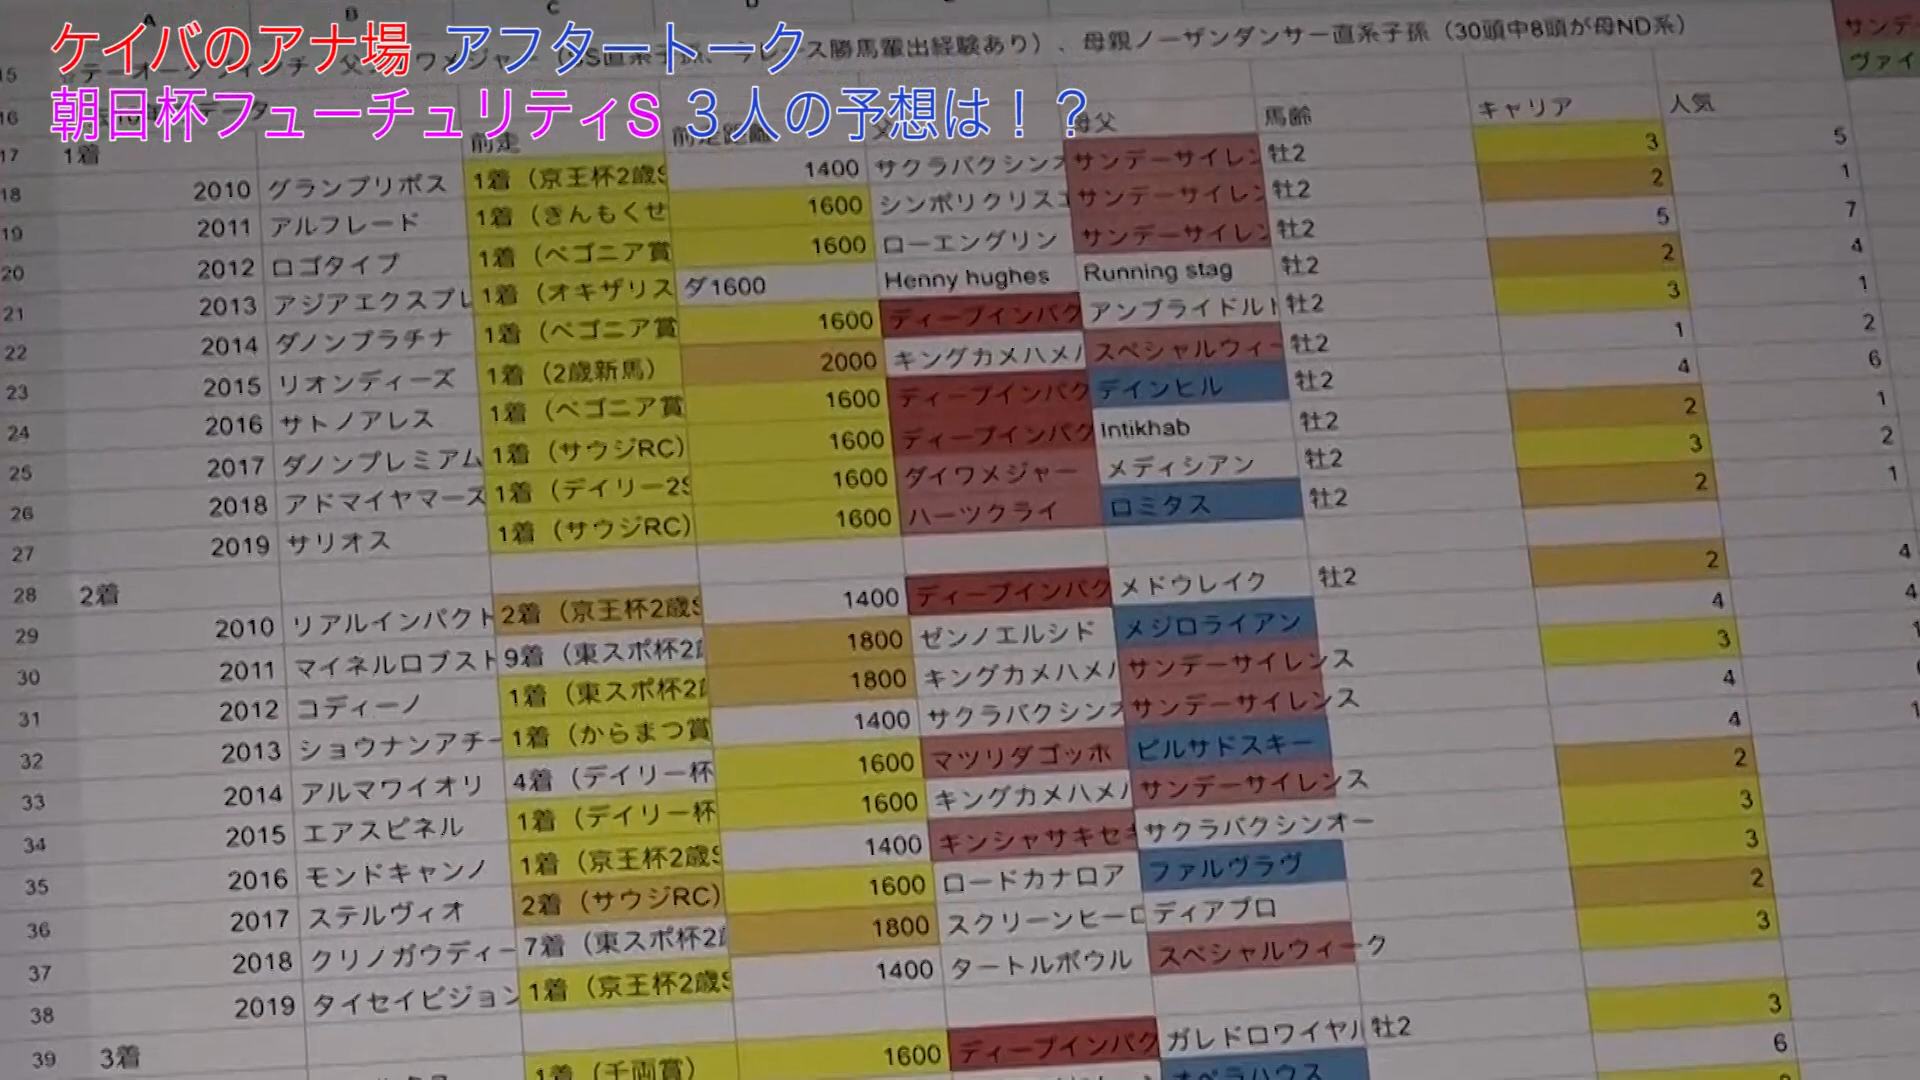 ケイバのアナ場 アフタートーク
朝日杯フューチュリティS 3人の予想は!?
勝馬輩出経験あり）、母親ノーザンダンサー直系子孫（30頭中8頭が母ND系）
前走 母父 馬齢 キャリア 人気
1着
2010 グランプリボス 1着（京王杯2歳S 1400 サクラバクシンオ サンデーサイレン 牡2 3 5
2011 アルフレード 1着（きんもくせ 1600 シンボリクリスエ サンデーサイレン 牡2 2 1
2012 ロゴタイプ 1着（ベゴニア賞 1600 ローエングリン サンデーサイレン 牡2 5 7
2013 アジアエクスプレ 1着（オキザリス ダ1600 Henny hughes Running stag 牡2 2 4
2014 ダノンプラチナ 1着（ベゴニア賞 1600 ディープインパク アンブライドルト 牡2 3 1
2015 リオンディーズ 1着（2歳新馬） 2000 キングカメハメハ スペシャルウィー 牡2 1 2
2016 サトノアレス 1着（ベゴニア賞 1600 ディープインパク デインヒル 牡2 4 6
2017 ダノンプレミアム 1着（サウジRC） 1600 ディープインパク Intikhab 牡2 2 1
2018 アドマイヤマーズ 1着（デイリー2S 1600 ダイワメジャー メディシアン 牡2 3 2
2019 サリオス 1着（サウジRC） 1600 ハーツクライ ロミタス 牡2 2 1
2着
2010 リアルインパクト 2着（京王杯2歳S 1400 ディープインパク メドウレイク 牡2 2 4
2011 マイネルロブスト 9着（東スポ杯2歳 1800 ゼンノエルシド メジロライアン 4 4
2012 コディーノ 1着（東スポ杯2歳 1800 キングカメハメハ サンデーサイレンス 3
2013 ショウナンアチー 1着（からまつ賞 1400 サクラバクシンオ サンデーサイレンス 4
2014 アルマワイオリ 4着（デイリー杯 1600 マツリダゴッホ ピルサドスキー 4
2015 エアスピネル 1着（デイリー杯 1600 キングカメハメハ サンデーサイレンス 2
2016 モンドキャンノ 1着（京王杯2歳S 1400 キンシャサキセキ サクラバクシンオー 3
2017 ステルヴィオ 2着（サウジRC） 1600 ロードカナロア ファルヴラヴ 3
2018 クリノガウディー 7着（東スポ杯2歳 1800 スクリーンヒーロ ディアブロ 2
2019 タイセイビジョン 1着（京王杯2歳S 1400 タートルボウル スペシャルウィーク 3
3着
1着（千両賞） 1600 ディープインパク ガレドロワイヤル 牡2 3
オペラハウス 6